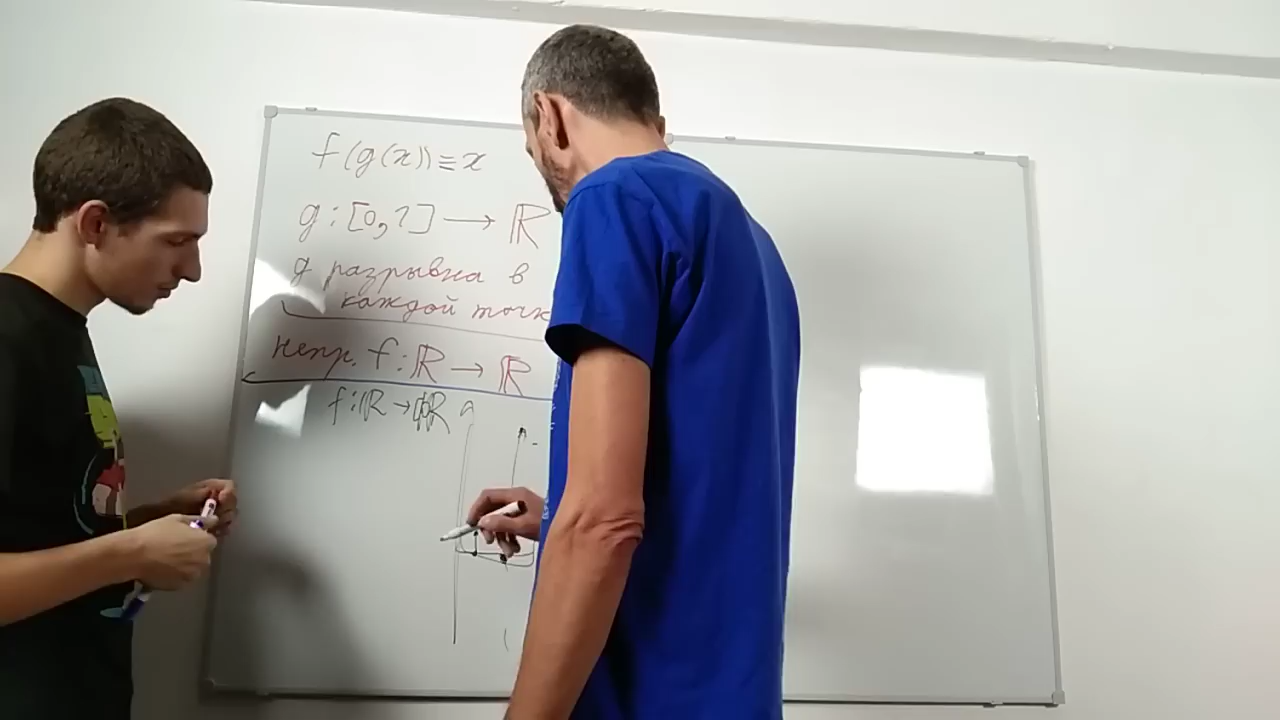 f(g(x)) ≡ x
g : [0,1] → ℝ
g разрывна в
каждой точк
непр. f : ℝ → ℝ
f : ℝ → ℝ